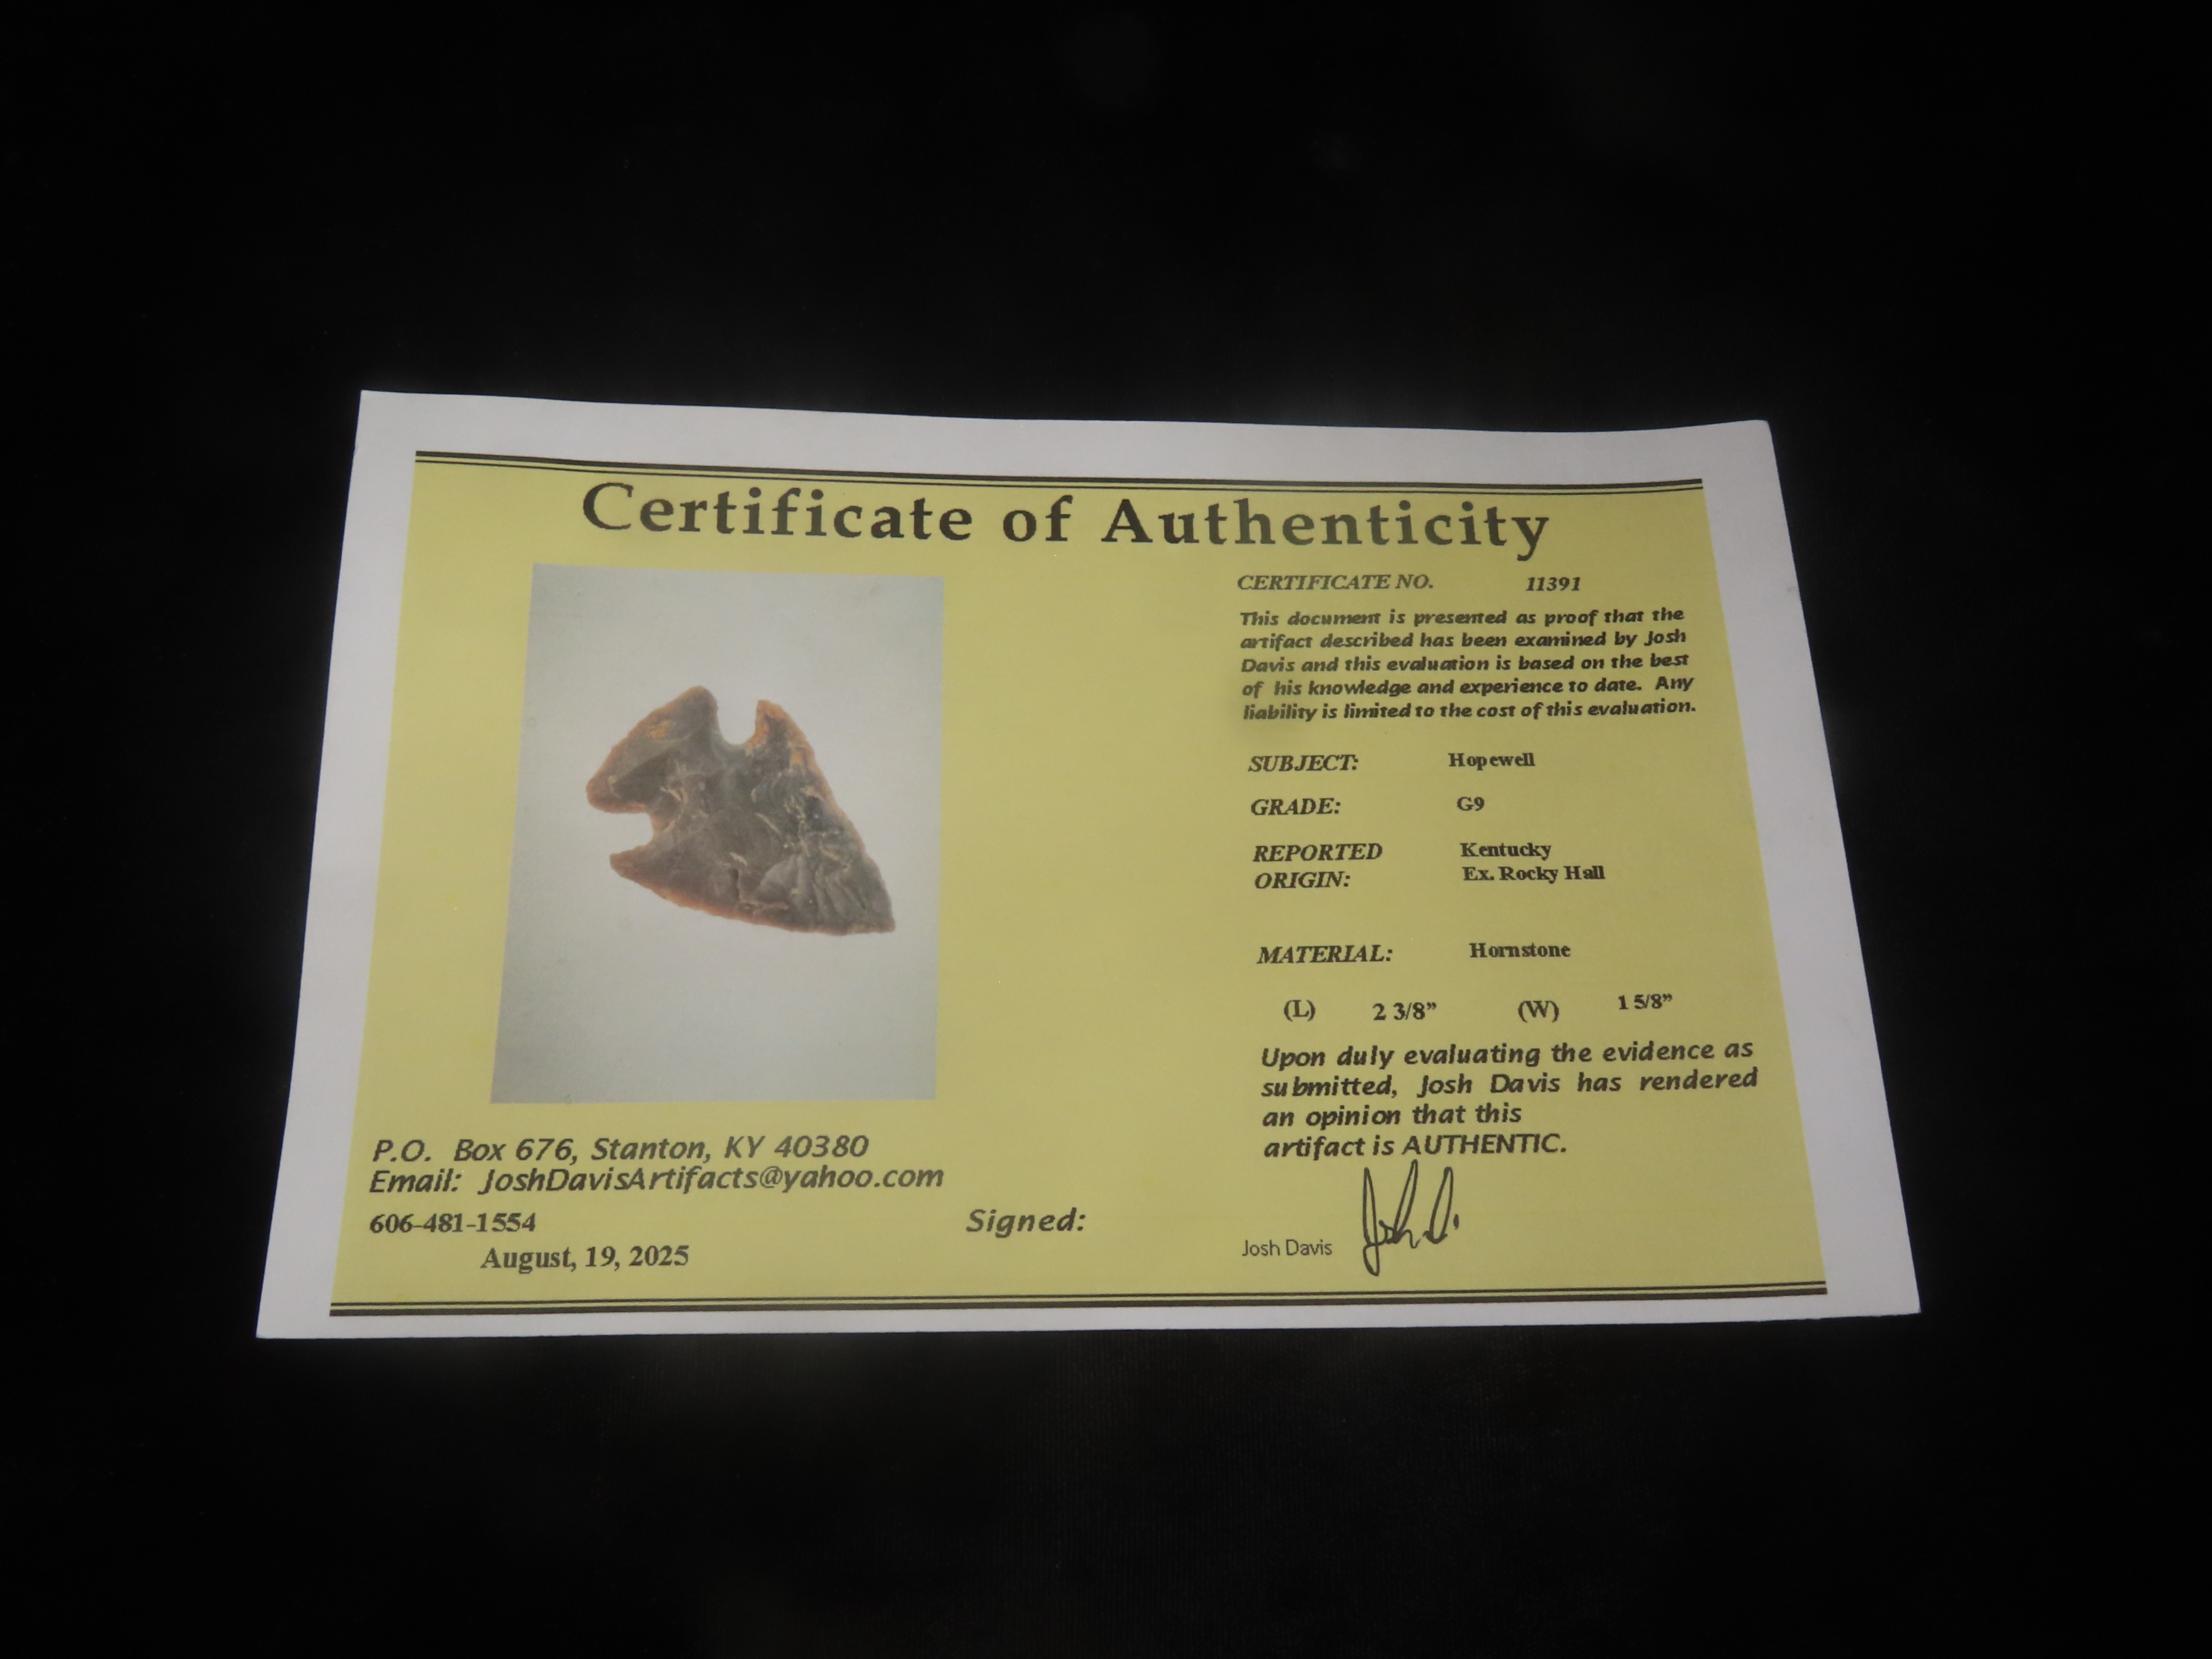 Certificate of Authenticity
CERTIFICATE NO. 11391
This document is presented as proof that the
artifact described has been examined by Josh
Davis and this evaluation is based on the best
of his knowledge and experience to date. Any
liability is limited to the cost of this evaluation.
SUBJECT: Hopewell
GRADE: G9
REPORTED Kentucky
ORIGIN: Ex. Rocky Hall
MATERIAL: Hornstone
(L) 2 3/8” (W) 1 5/8”
Upon duly evaluating the evidence as
submitted, Josh Davis has rendered
an opinion that this
artifact is AUTHENTIC.
P.O. Box 676, Stanton, KY 40380
Email: JoshDavisArtifacts@yahoo.com
606-481-1554
August, 19, 2025
Signed:
Josh Davis Josh D.